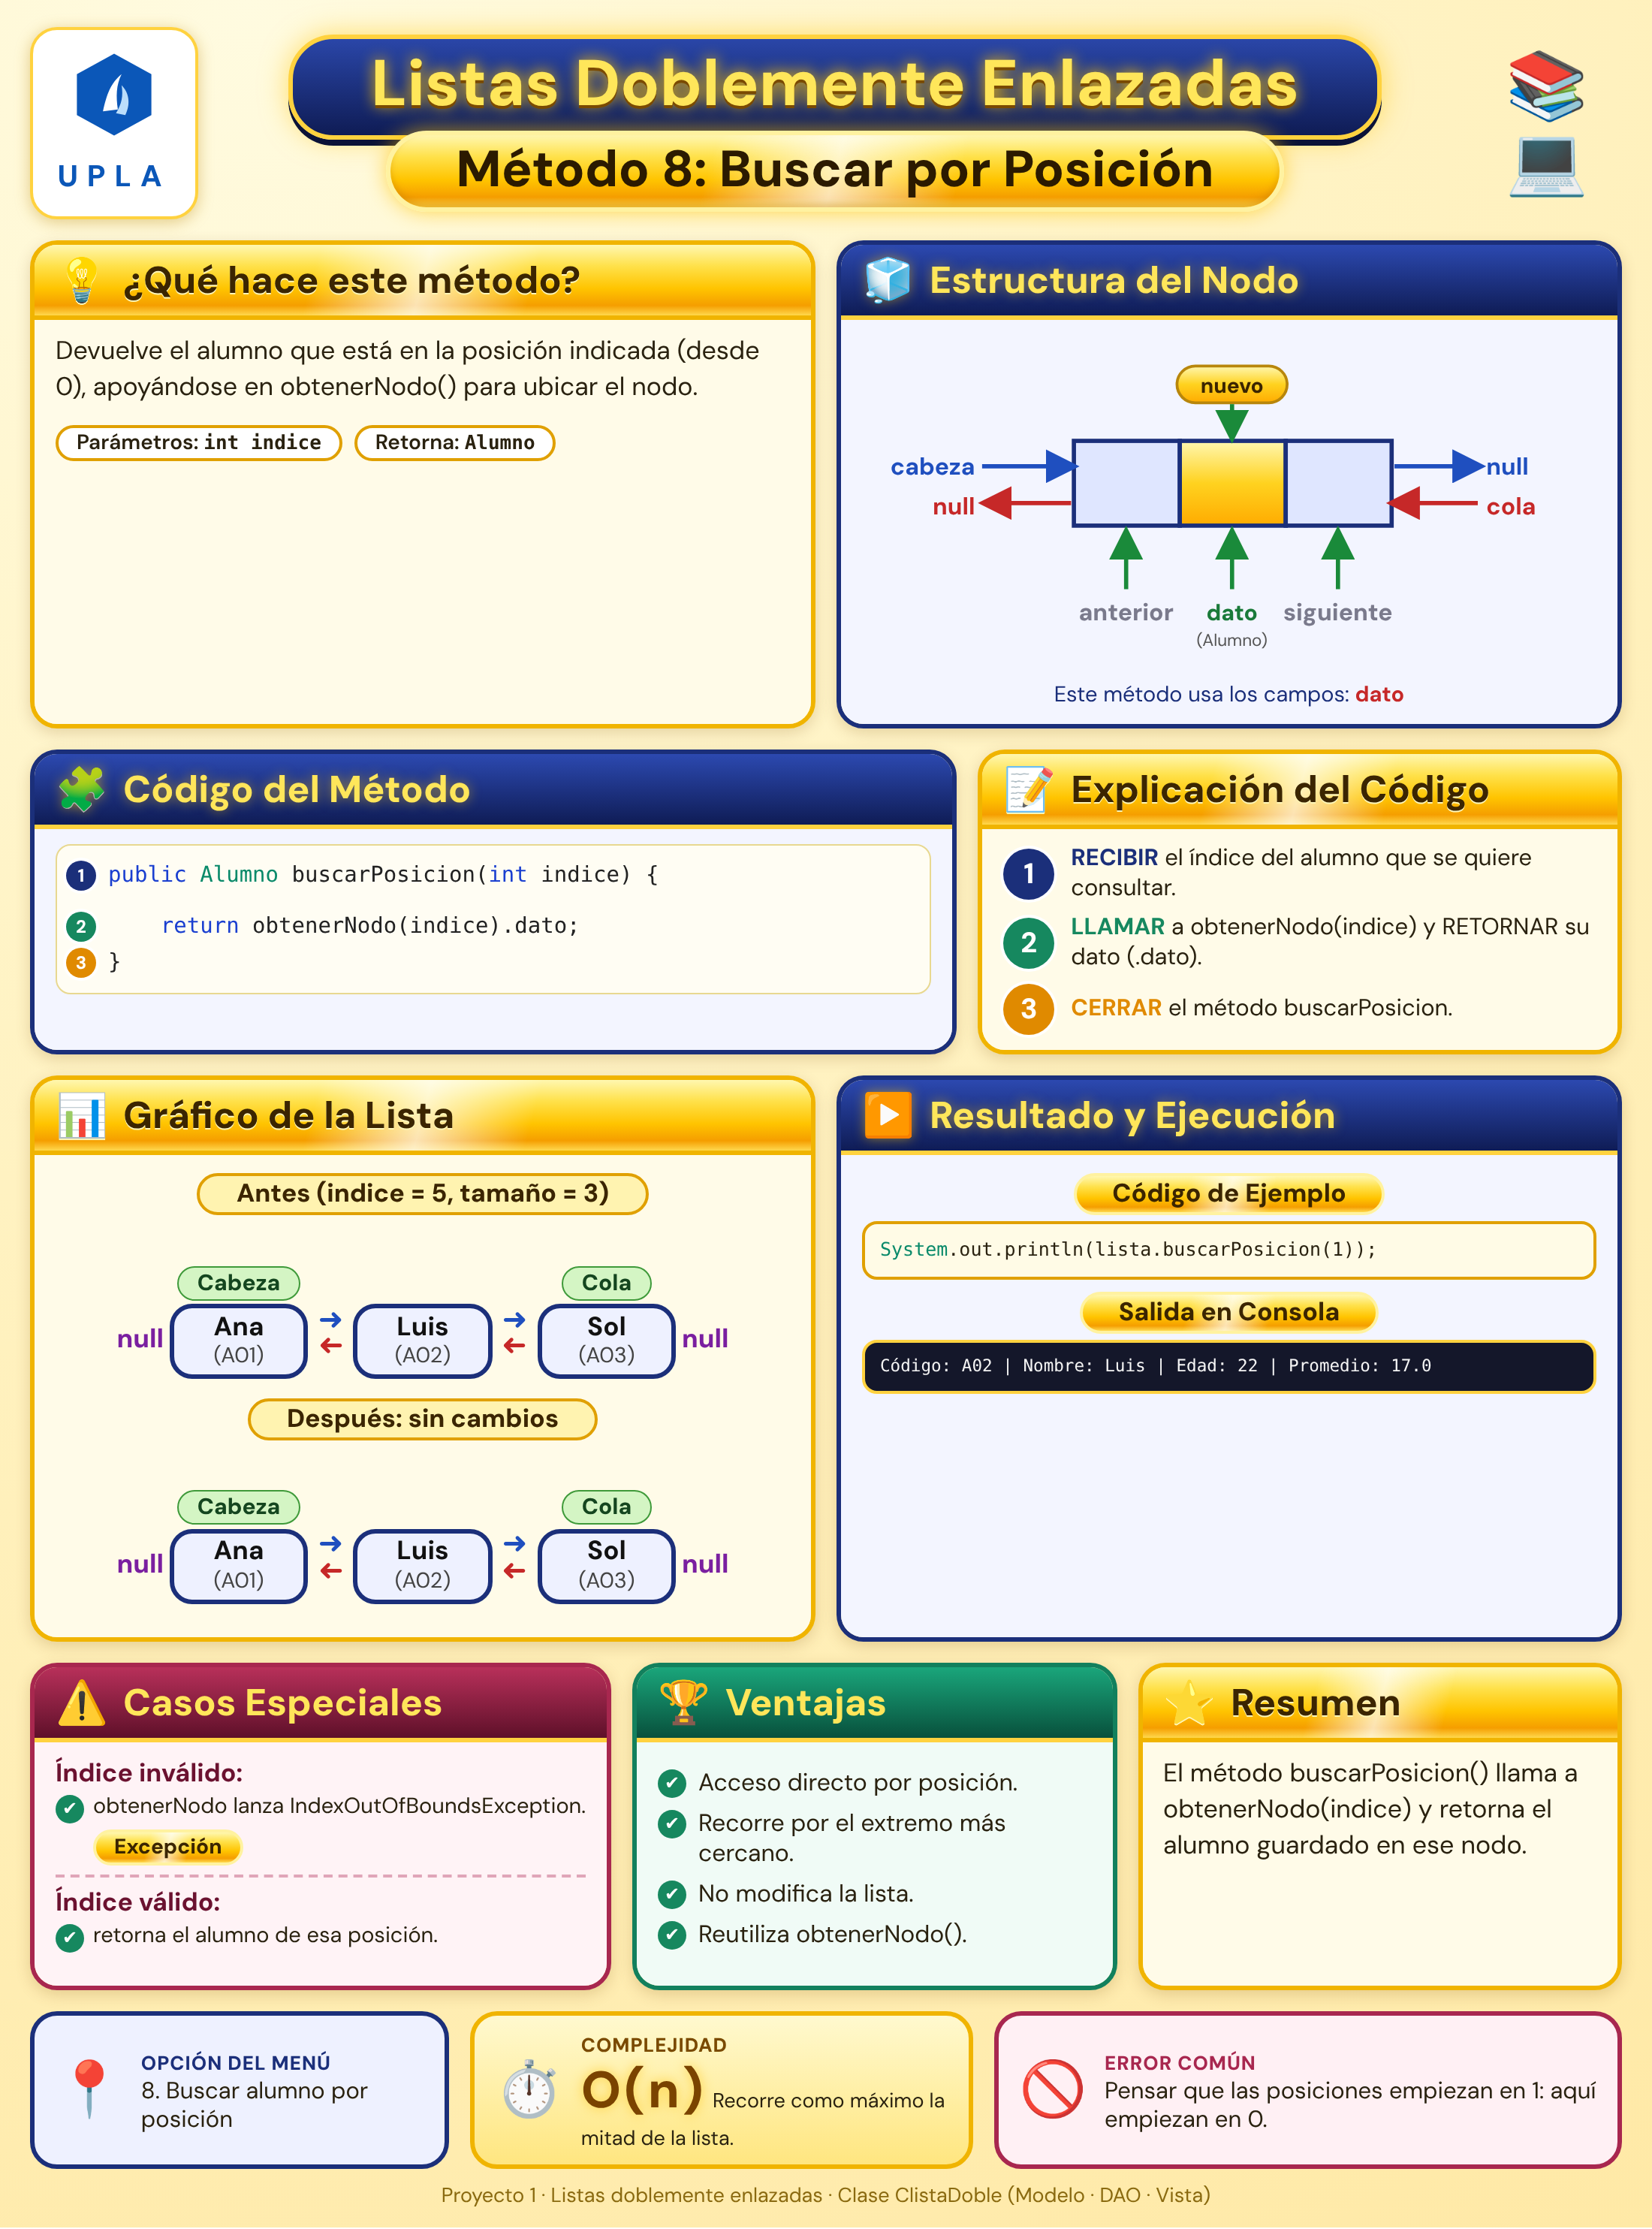 UPLA
Listas Doblemente Enlazadas
Método 8: Buscar por Posición
¿Qué hace este método?
Devuelve el alumno que está en la posición indicada (desde
0), apoyándose en obtenerNodo() para ubicar el nodo.
Parámetros: int indice
Retorna: Alumno
Estructura del Nodo
nuevo
cabeza
null
null
cola
anterior
dato
siguiente
(Alumno)
Este método usa los campos: dato
Código del Método
1 public Alumno buscarPosicion(int indice) {
2 return obtenerNodo(indice).dato;
3 }
Explicación del Código
1 RECIBIR el índice del alumno que se quiere
consultar.
2 LLAMAR a obtenerNodo(indice) y RETORNAR su
dato (.dato).
3 CERRAR el método buscarPosicion.
Gráfico de la Lista
Antes (indice = 5, tamaño = 3)
Cabeza
Cola
null
Ana
(A01)
Luis
(A02)
Sol
(A03)
null
Después: sin cambios
Cabeza
Cola
null
Ana
(A01)
Luis
(A02)
Sol
(A03)
null
Resultado y Ejecución
Código de Ejemplo
System.out.println(lista.buscarPosicion(1));
Salida en Consola
Código: A02 | Nombre: Luis | Edad: 22 | Promedio: 17.0
Casos Especiales
Índice inválido:
obtenerNodo lanza IndexOutOfBoundsException.
Excepción
Índice válido:
retorna el alumno de esa posición.
Ventajas
Acceso directo por posición.
Recorre por el extremo más
cercano.
No modifica la lista.
Reutiliza obtenerNodo().
Resumen
El método buscarPosicion() llama a
obtenerNodo(indice) y retorna el
alumno guardado en ese nodo.
OPCIÓN DEL MENÚ
8. Buscar alumno por
posición
COMPLEJIDAD
O(n) Recorre como máximo la
mitad de la lista.
ERROR COMÚN
Pensar que las posiciones empiezan en 1: aquí
empiezan en 0.
Proyecto 1 · Listas doblemente enlazadas · Clase ClistaDoble (Modelo · DAO · Vista)